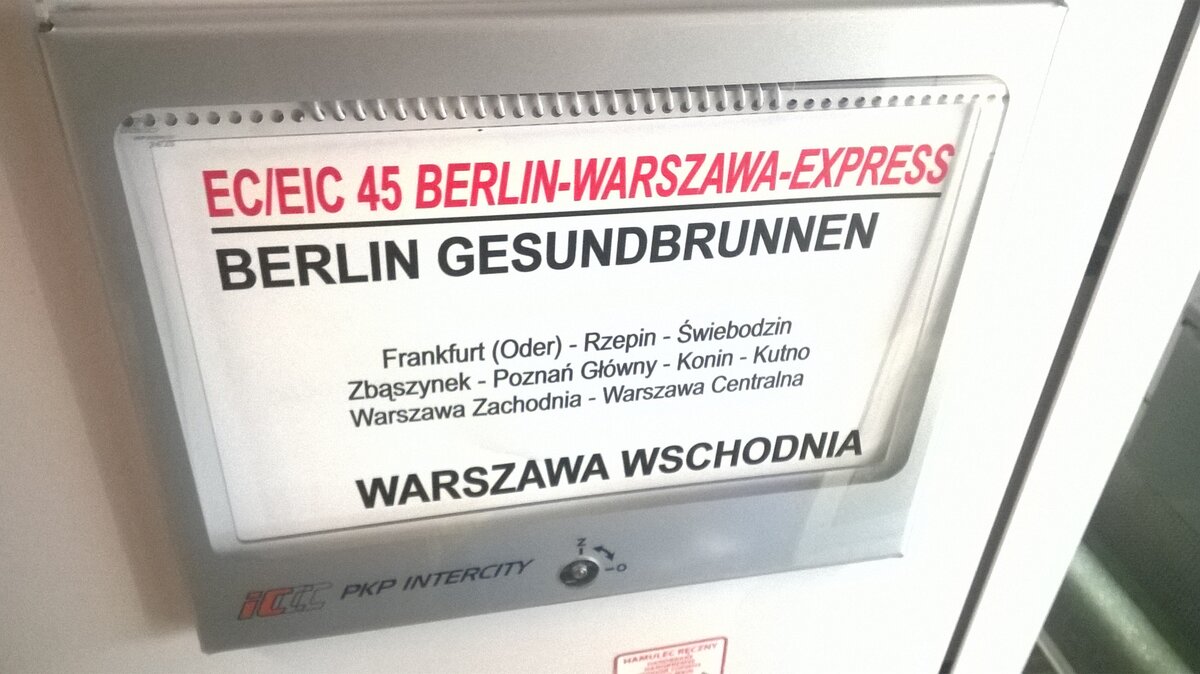 EC/EIC 45 BERLIN-WARSZAWA-EXPRESS
BERLIN GESUNDBRUNNEN
Frankfurt (Oder) - Rzepin - Świebodzin
Zbąszynek - Poznań Główny - Konin - Kutno
Warszawa Zachodnia - Warszawa Centralna
WARSZAWA WSCHODNIA
Z
O
iC PKP INTERCITY
HAMULEC RĘCZNY